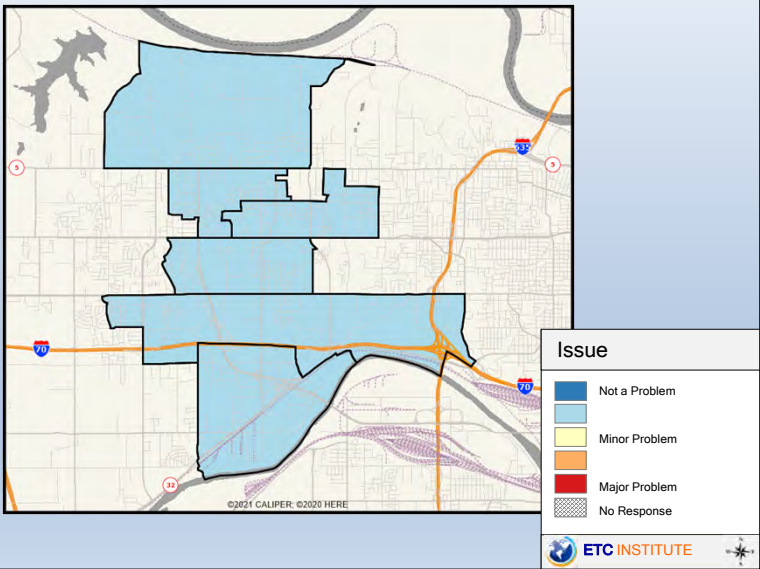 635
5
5
70
70
32
©2021 CALIPER; ©2020 HERE
Issue
Not a Problem
Minor Problem
Major Problem
No Response
ETC INSTITUTE